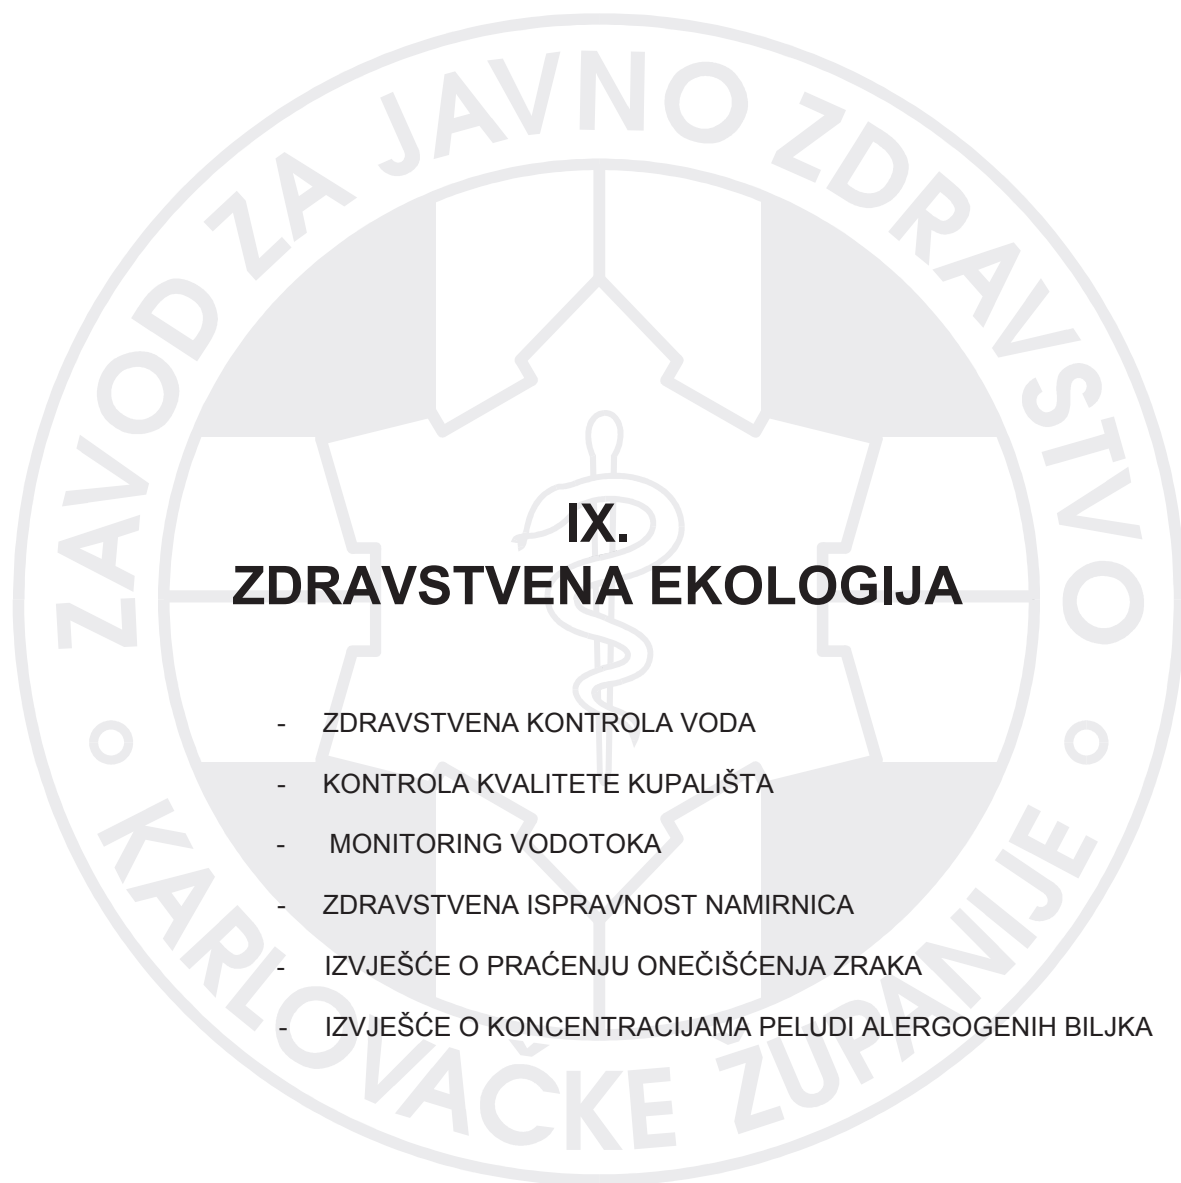 ZAVOD ZA JAVNO ZDRAVSTVO
KARLOVAČKE ŽUPANIJE
IX.
ZDRAVSTVENA EKOLOGIJA
- ZDRAVSTVENA KONTROLA VODA
- KONTROLA KVALITETE KUPALIŠTA
- MONITORING VODOTOKA
- ZDRAVSTVENA ISPRAVNOST NAMIRNICA
- IZVJEŠĆE O PRAĆENJU ONEČIŠĆENJA ZRAKA
- IZVJEŠĆE O KONCENTRACIJAMA PELUDI ALERGOGENIH BILJKA